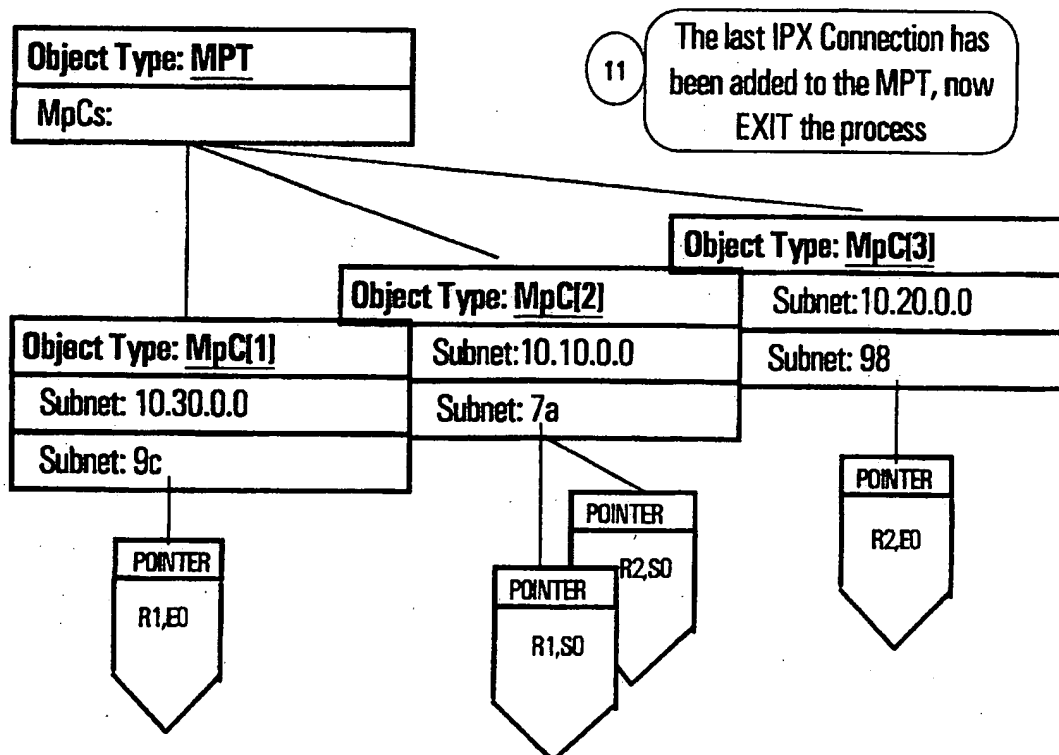 Object Type: MPT
MpCs:
11
The last IPX Connection has
been added to the MPT, now
EXIT the process
Object Type: MpC[3]
Subnet:10.20.0.0
Subnet: 98
Object Type: MpC[2]
Subnet:10.10.0.0
Subnet: 7a
Object Type: MpC[1]
Subnet: 10.30.0.0
Subnet: 9c
POINTER
R1,E0
POINTER
R1,S0
POINTER
R2,S0
POINTER
R2,E0